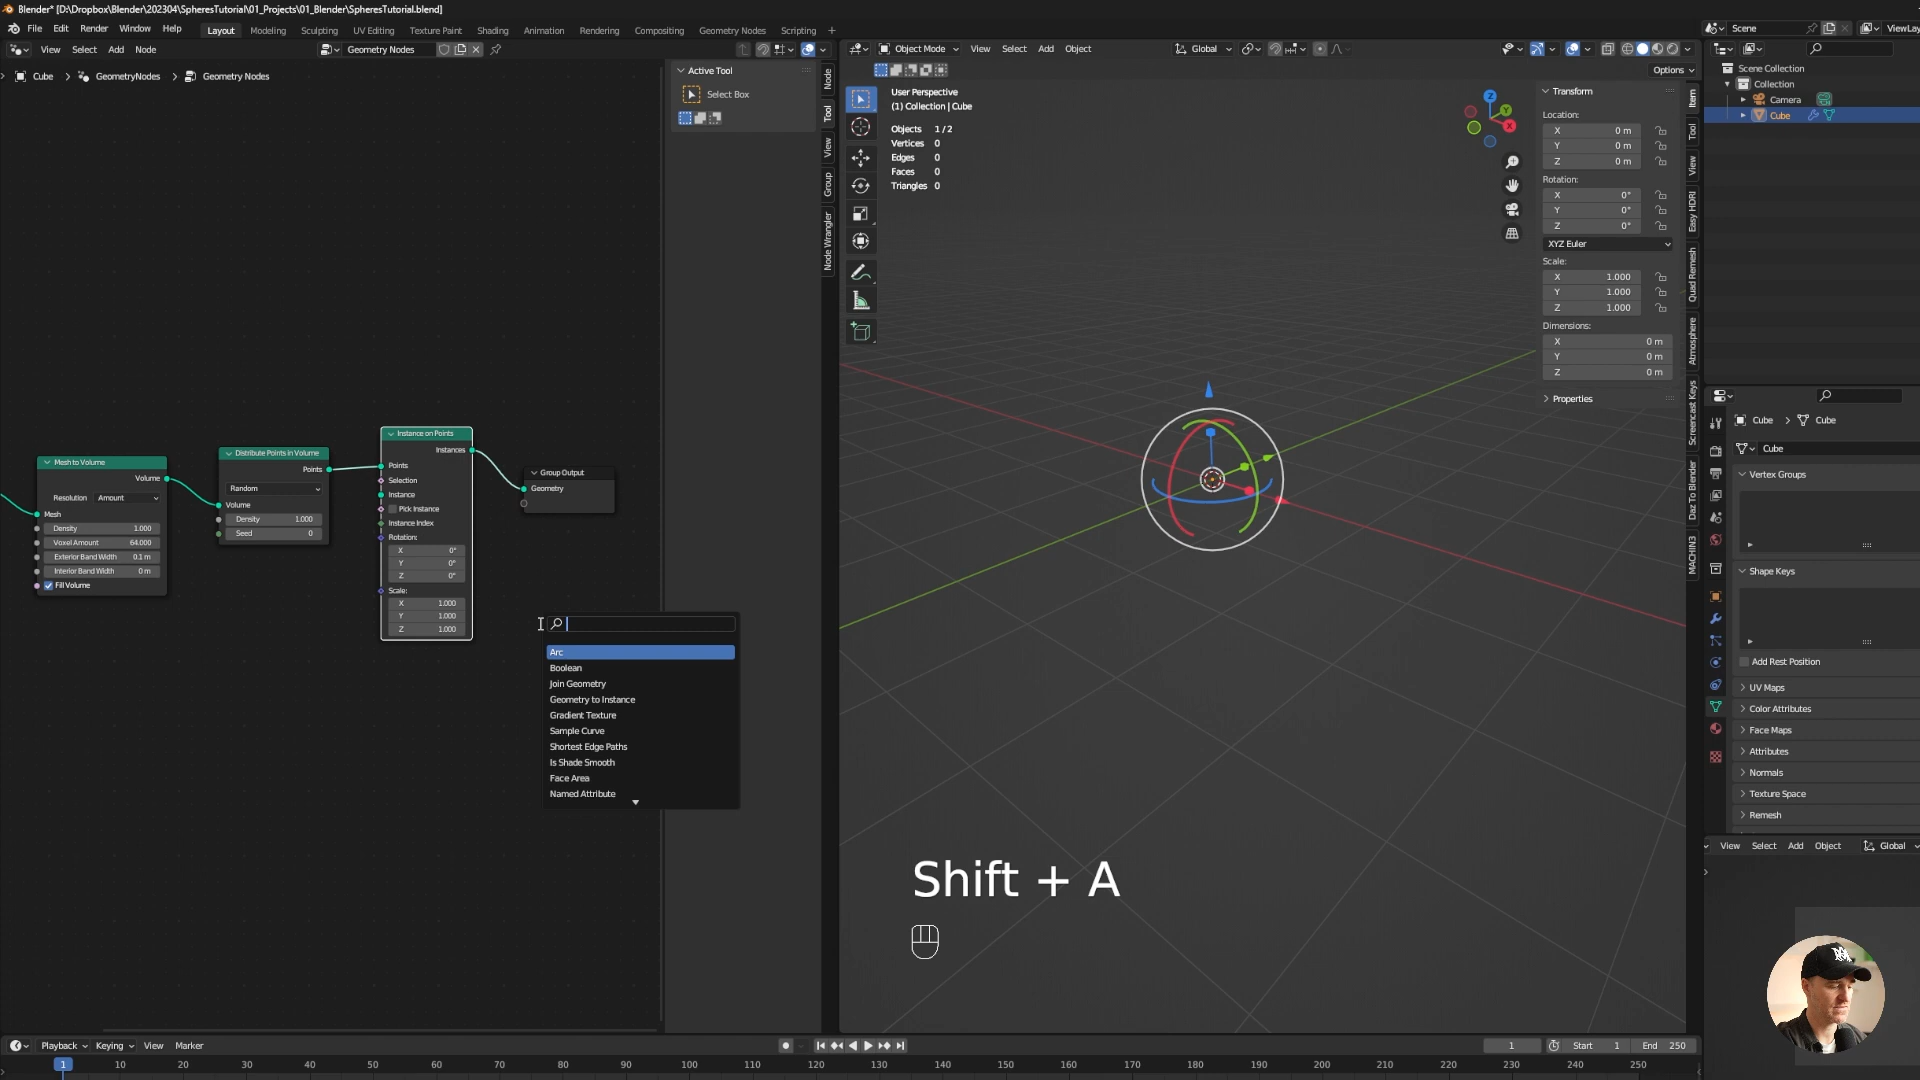 Blender* [D:\Dropbox\Blender\202304\SpheresTutorial\01_Projects\01_Blender\SpheresTutorial.blend]
File Edit Render Window Help Layout Modeling Sculpting UV Editing Texture Paint Shading Animation Rendering Compositing Geometry Nodes Scripting + Scene ViewLay
View Select Add Node Geometry Nodes
Cube > GeometryNodes > Geometry Nodes
Active Tool
Select Box
Node
Tool
View
Group
Node Wrangler
Mesh to Volume
Volume
Resolution Amount
Mesh
Density 1.000
Voxel Amount 64.000
Exterior Band Width 0.1 m
Interior Band Width 0 m
Fill Volume
Distribute Points in Volume
Points
Random
Volume
Density 1.000
Seed 0
Instance on Points
Instances
Points
Selection
Instance
Pick Instance
Instance Index
Rotation:
X 0°
Y 0°
Z 0°
Scale:
X 1.000
Y 1.000
Z 1.000
Group Output
Geometry
Arc
Boolean
Join Geometry
Geometry to Instance
Gradient Texture
Sample Curve
Shortest Edge Paths
Is Shade Smooth
Face Area
Named Attribute
Object Mode View Select Add Object Global
Options
User Perspective
(1) Collection | Cube
Objects 1/2
Vertices 0
Edges 0
Faces 0
Triangles 0
Z
Y
X
Transform
Location:
X 0 m
Y 0 m
Z 0 m
Rotation:
X 0°
Y 0°
Z 0°
XYZ Euler
Scale:
X 1.000
Y 1.000
Z 1.000
Dimensions:
X 0 m
Y 0 m
Z 0 m
Properties
Item
Tool
View
Easy HDRI
Quad Remesh
Atmosphere
Screencast Keys
Daz To Blender
MACHIN3
Shift + A
Scene Collection
Collection
Camera
Cube
Cube > Cube
Cube
Vertex Groups
Shape Keys
Add Rest Position
UV Maps
Color Attributes
Face Maps
Attributes
Normals
Texture Space
Remesh
View Select Add Object Global
Playback Keying View Marker 1 Start 1 End 250
1 10 20 30 40 50 60 70 80 90 100 110 120 130 140 150 160 170 180 190 200 210 220 230 240 250